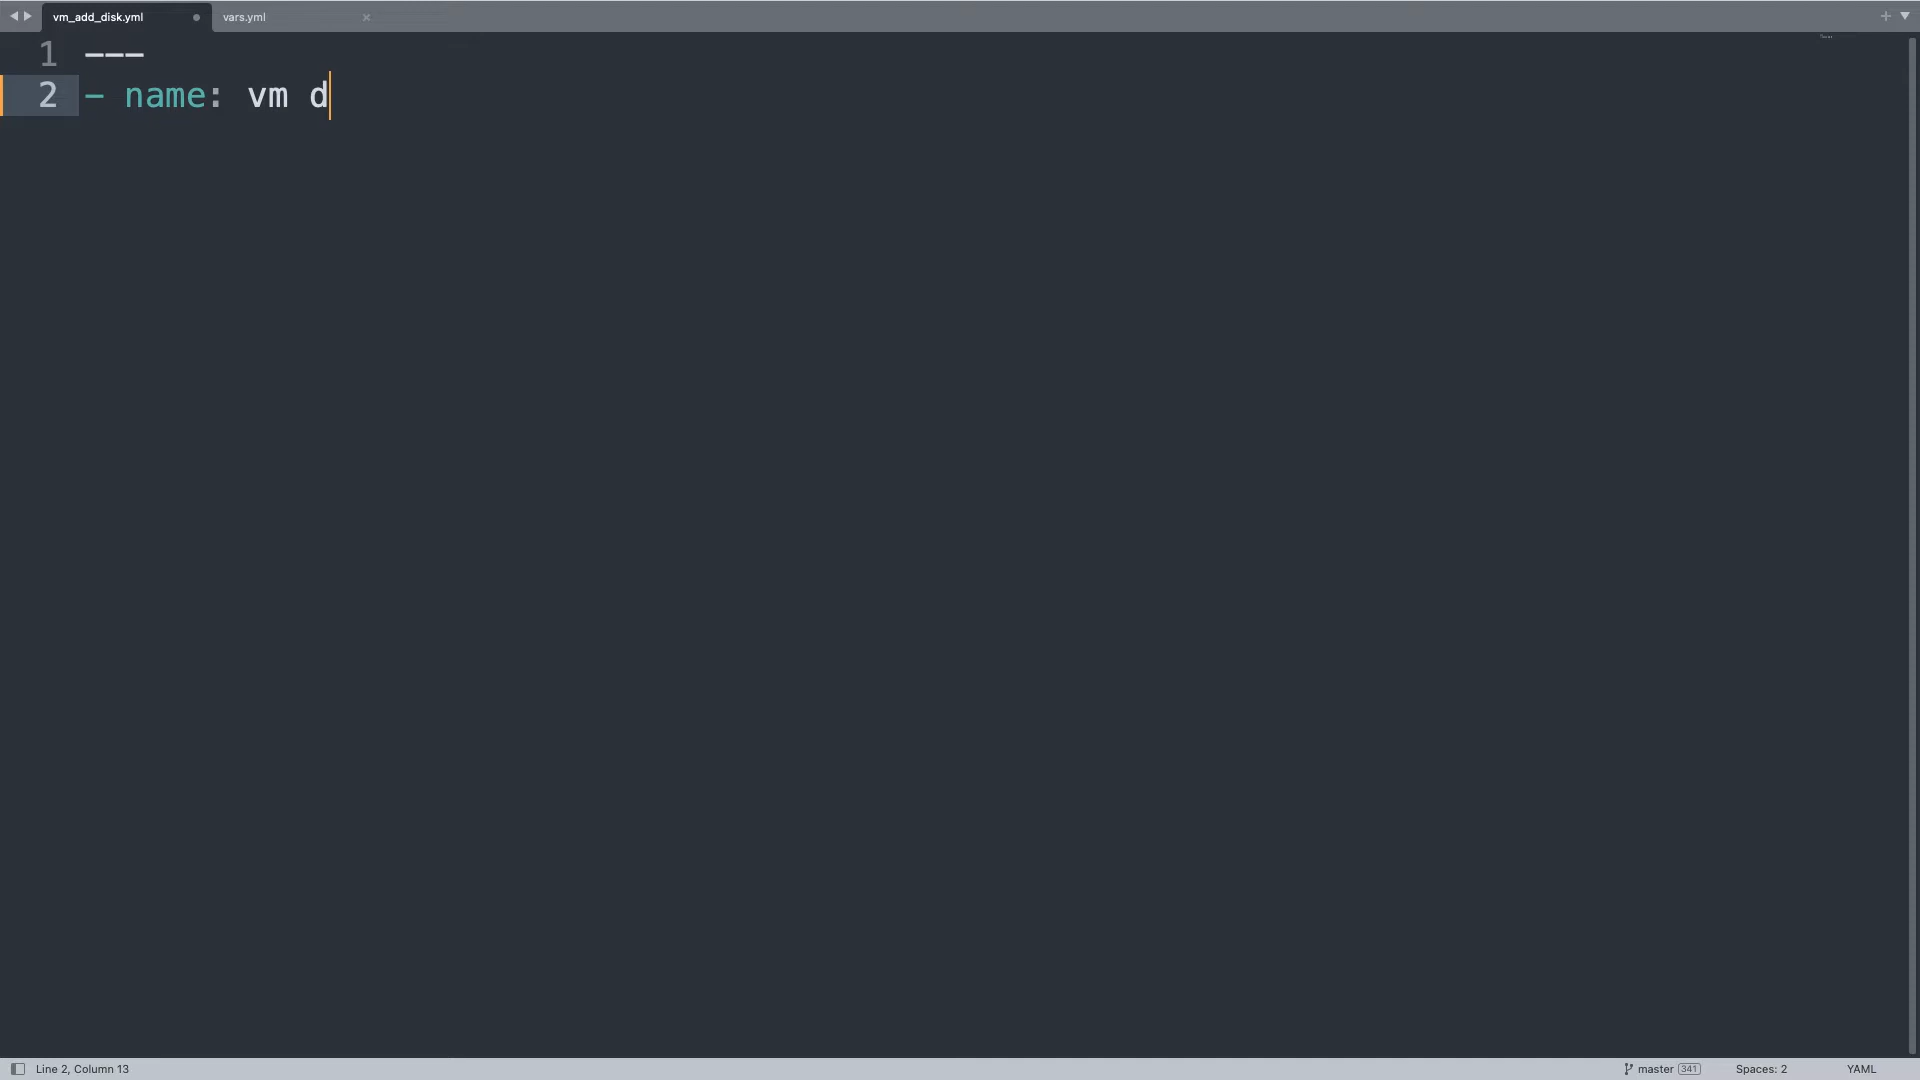 vm_add_disk.yml
vars.yml
1 ---
2 - name: vm d
Line 2, Column 13
master 341
Spaces: 2
YAML